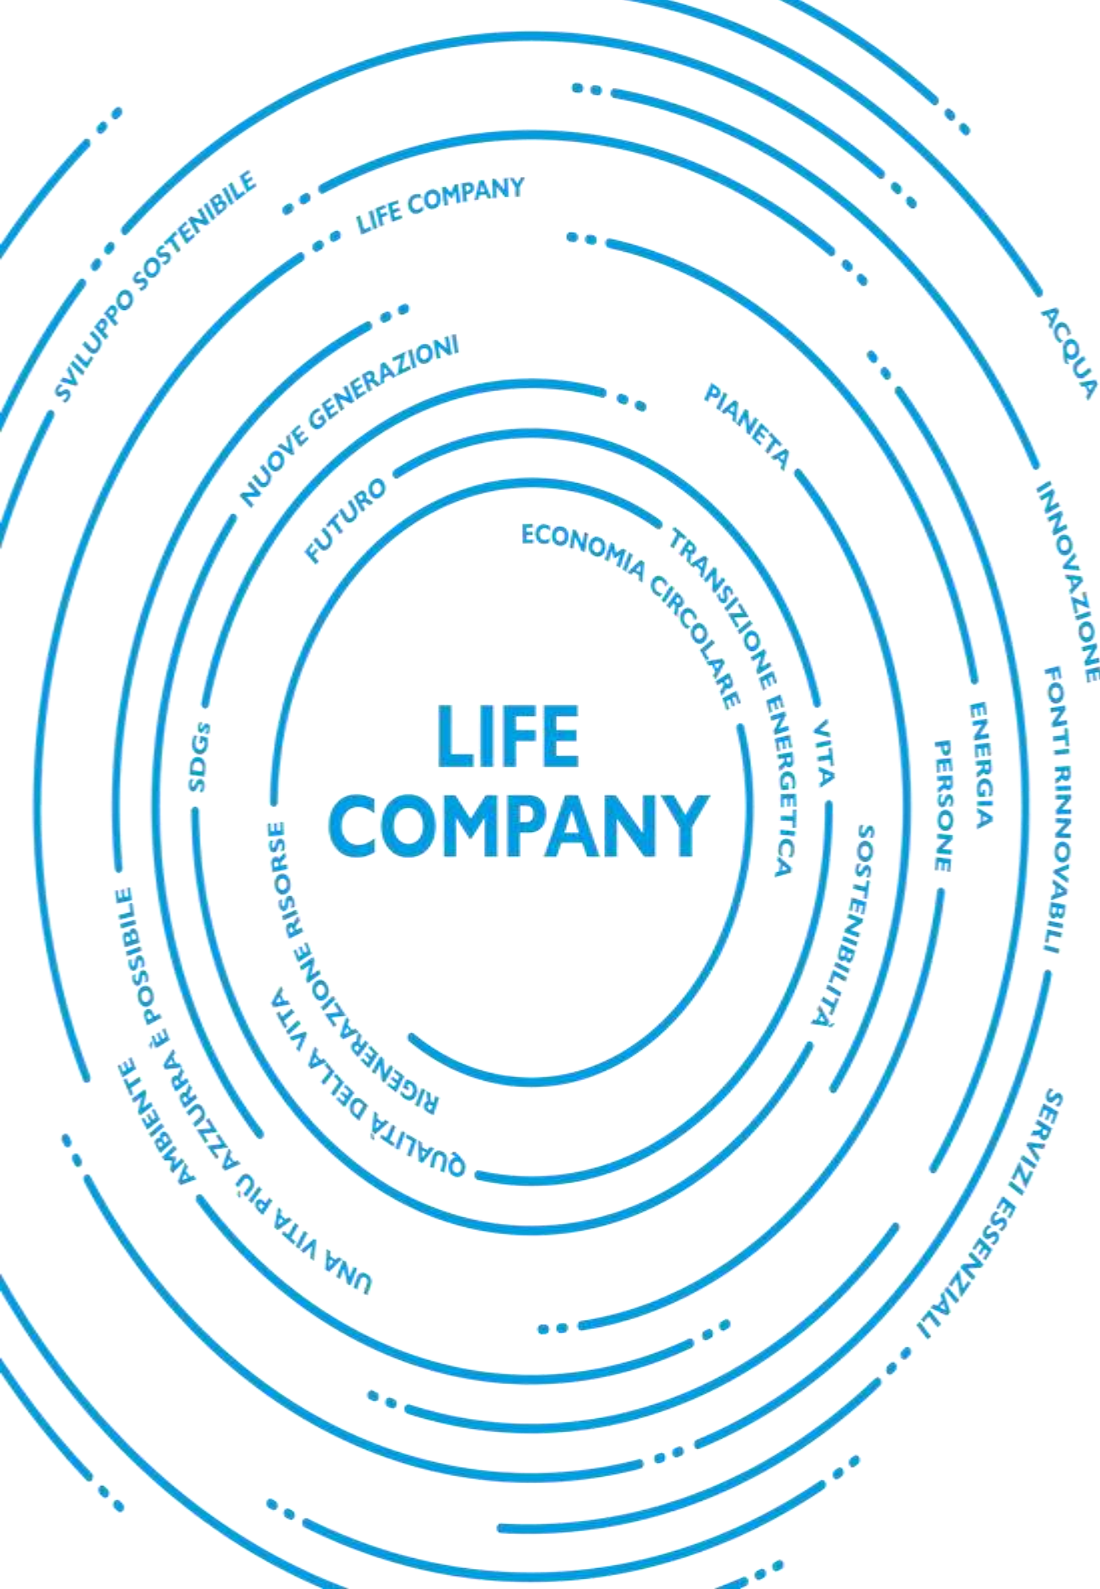 SVILUPPO SOSTENIBILE
LIFE COMPANY
ACQUA
NUOVE GENERAZIONI
PIANETA
FUTURO
INNOVAZIONE
ECONOMIA CIRCOLARE
TRANSIZIONE ENERGETICA
FONTI RINNOVABILI
ENERGIA
PERSONE
VITA
SDGs
LIFE
COMPANY
SOSTENIBILITÀ
RIGENERAZIONE RISORSE
QUALITÀ DELLA VITA
UNA VITA PIÙ AZZURRA È POSSIBILE
AMBIENTE
SERVIZI ESSENZIALI